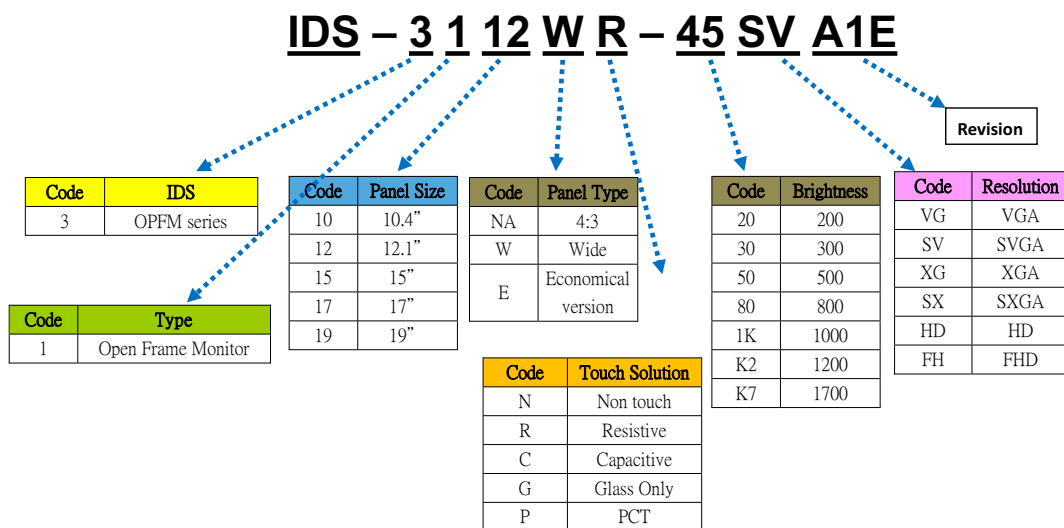 IDS – 3 1 12 W R – 45 SV A1E
Revision
Code IDS
3 OPFM series
Code Type
1 Open Frame Monitor
Code Panel Size
10 10.4”
12 12.1”
15 15”
17 17”
19 19”
Code Panel Type
NA 4:3
W Wide
E Economical
version
Code Touch Solution
N Non touch
R Resistive
C Capacitive
G Glass Only
P PCT
Code Brightness
20 200
30 300
50 500
80 800
1K 1000
K2 1200
K7 1700
Code Resolution
VG VGA
SV SVGA
XG XGA
SX SXGA
HD HD
FH FHD